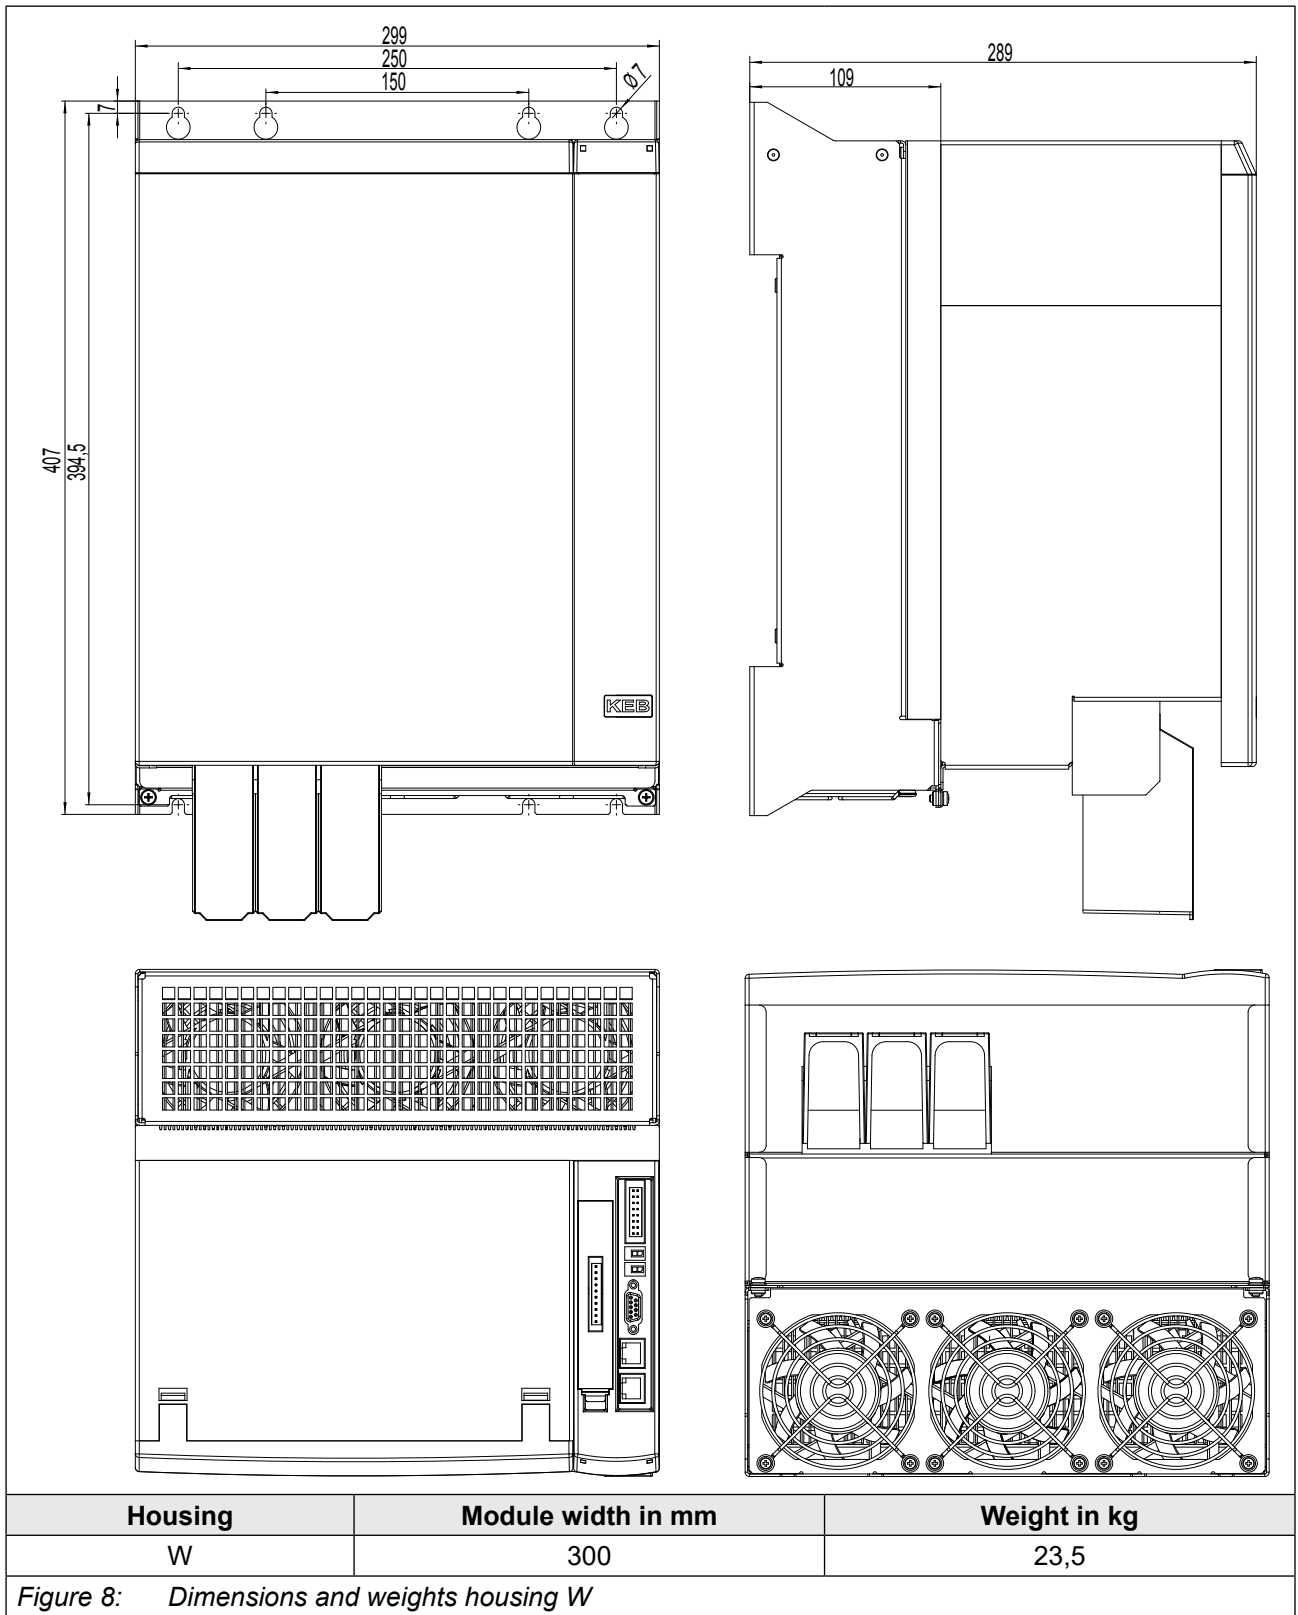 299
250
150
Ø7
7
407
394,5
KEB
289
109
Housing Module width in mm Weight in kg
W 300 23,5
Figure 8: Dimensions and weights housing W